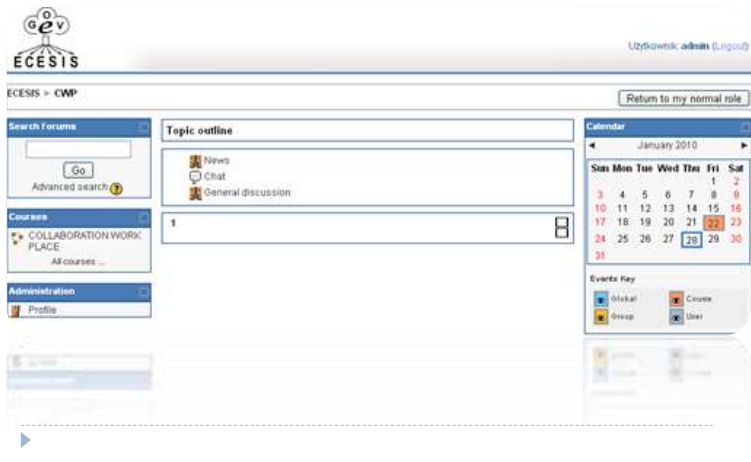 G O e V
ECESIS
Użytkownik: admin (Logout)
ECESIS ► CWP
Return to my normal role
Search Forums
Go
Advanced search ?
Courses
COLLABORATION WORK
PLACE
All courses ...
Administration
Profile
Topic outline
News
Chat
General discussion
1
Calendar
◄ January 2010 ►
Sun Mon Tue Wed Thu Fri Sat
1 2
3 4 5 6 7 8 9
10 11 12 13 14 15 16
17 18 19 20 21 22 23
24 25 26 27 28 29 30
31
Events Key
Global Course
Group User